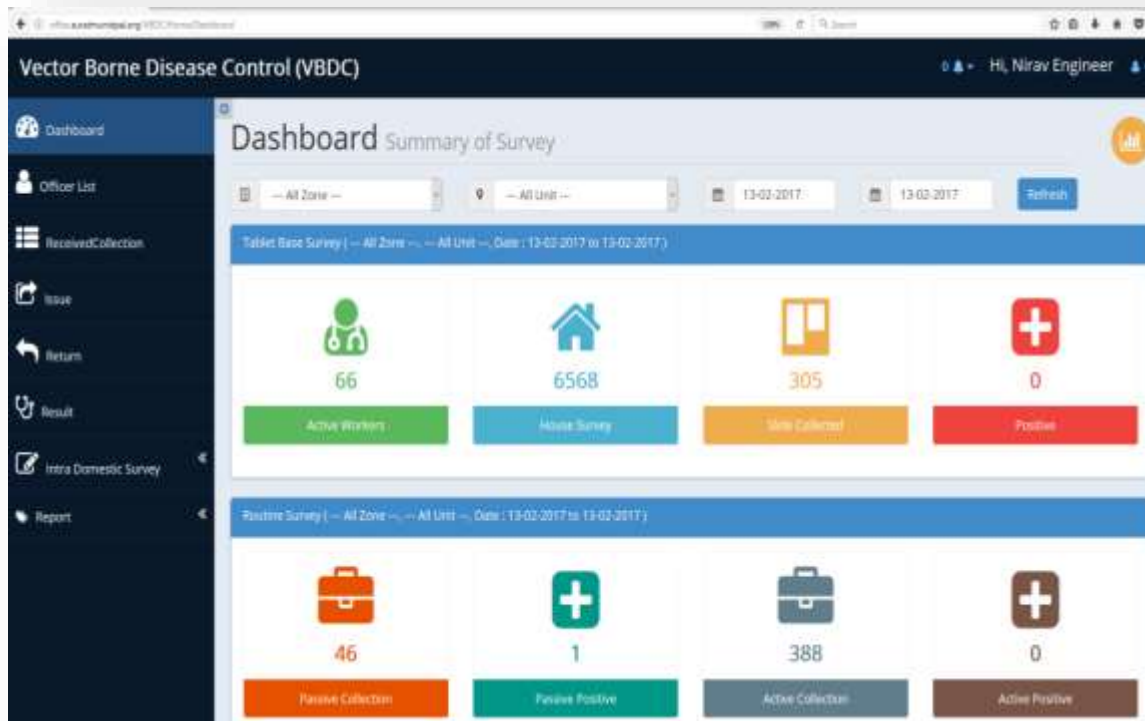 Search
Vector Borne Disease Control (VBDC)
0
Hi, Nirav Engineer
Dashboard
Officer List
ReceivedCollection
Issue
Return
Result
Intra Domestic Survey
Report
Dashboard Summary of Survey
--- All Zone ---
--- All Unit ---
13-02-2017
13-02-2017
Refresh
Tablet Base Survey ( --- All Zone ---, --- All Unit ---, Date : 13-02-2017 to 13-02-2017 )
66
6568
305
0
Active Workers
House Survey
Slide Collected
Positive
Routine Survey ( --- All Zone ---, --- All Unit ---, Date : 13-02-2017 to 13-02-2017 )
46
1
388
0
Passive Collection
Passive Positive
Active Collection
Active Positive